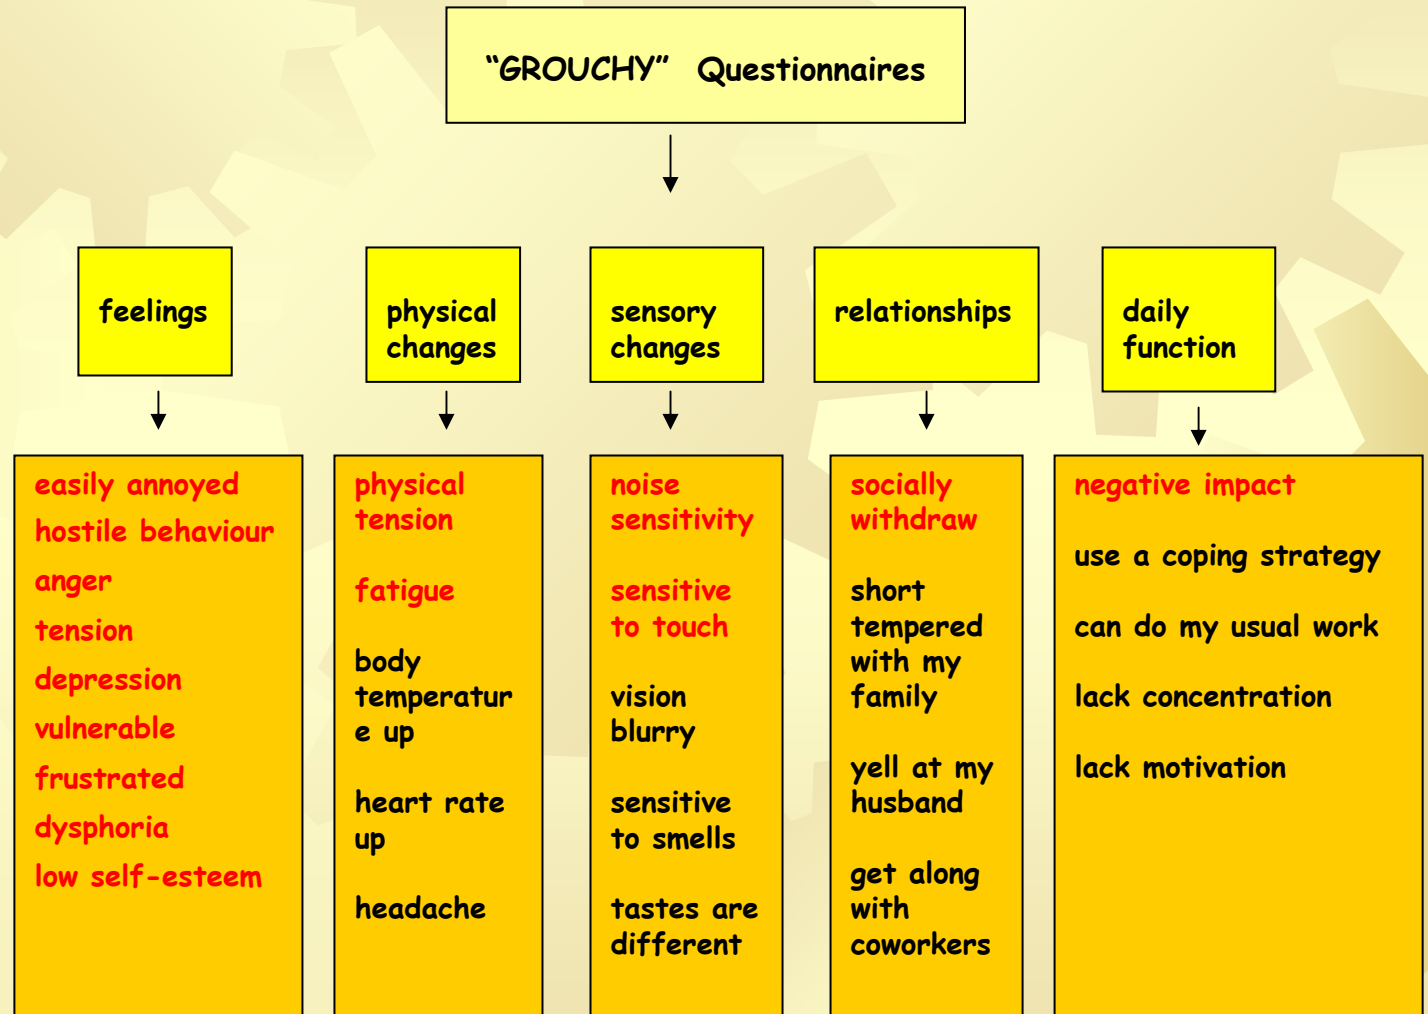 “GROUCHY” Questionnaires
feelings
physical
changes
sensory
changes
relationships
daily
function
easily annoyed
hostile behaviour
anger
tension
depression
vulnerable
frustrated
dysphoria
low self-esteem
physical
tension
fatigue
body
temperatur
e up
heart rate
up
headache
noise
sensitivity
sensitive
to touch
vision
blurry
sensitive
to smells
tastes are
different
socially
withdraw
short
tempered
with my
family
yell at my
husband
get along
with
coworkers
negative impact
use a coping strategy
can do my usual work
lack concentration
lack motivation